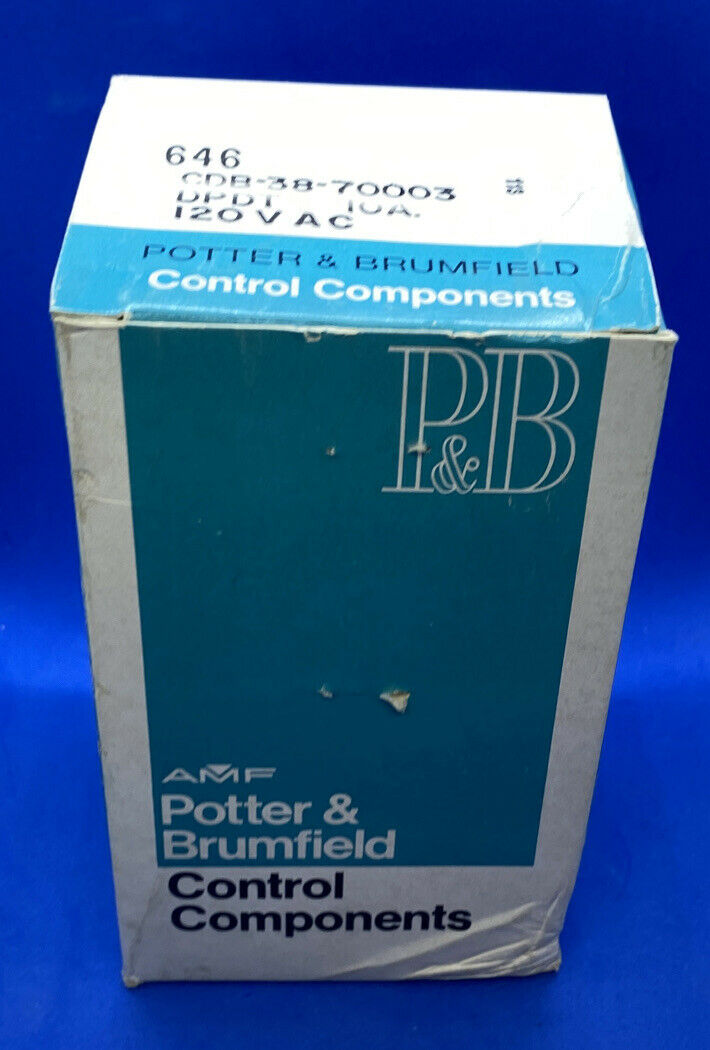 646
CDB-38-70003
DPDT 10A.
120 V AC
POTTER & BRUMFIELD
Control Components
P&B
AMF
Potter &
Brumfield
Control
Components